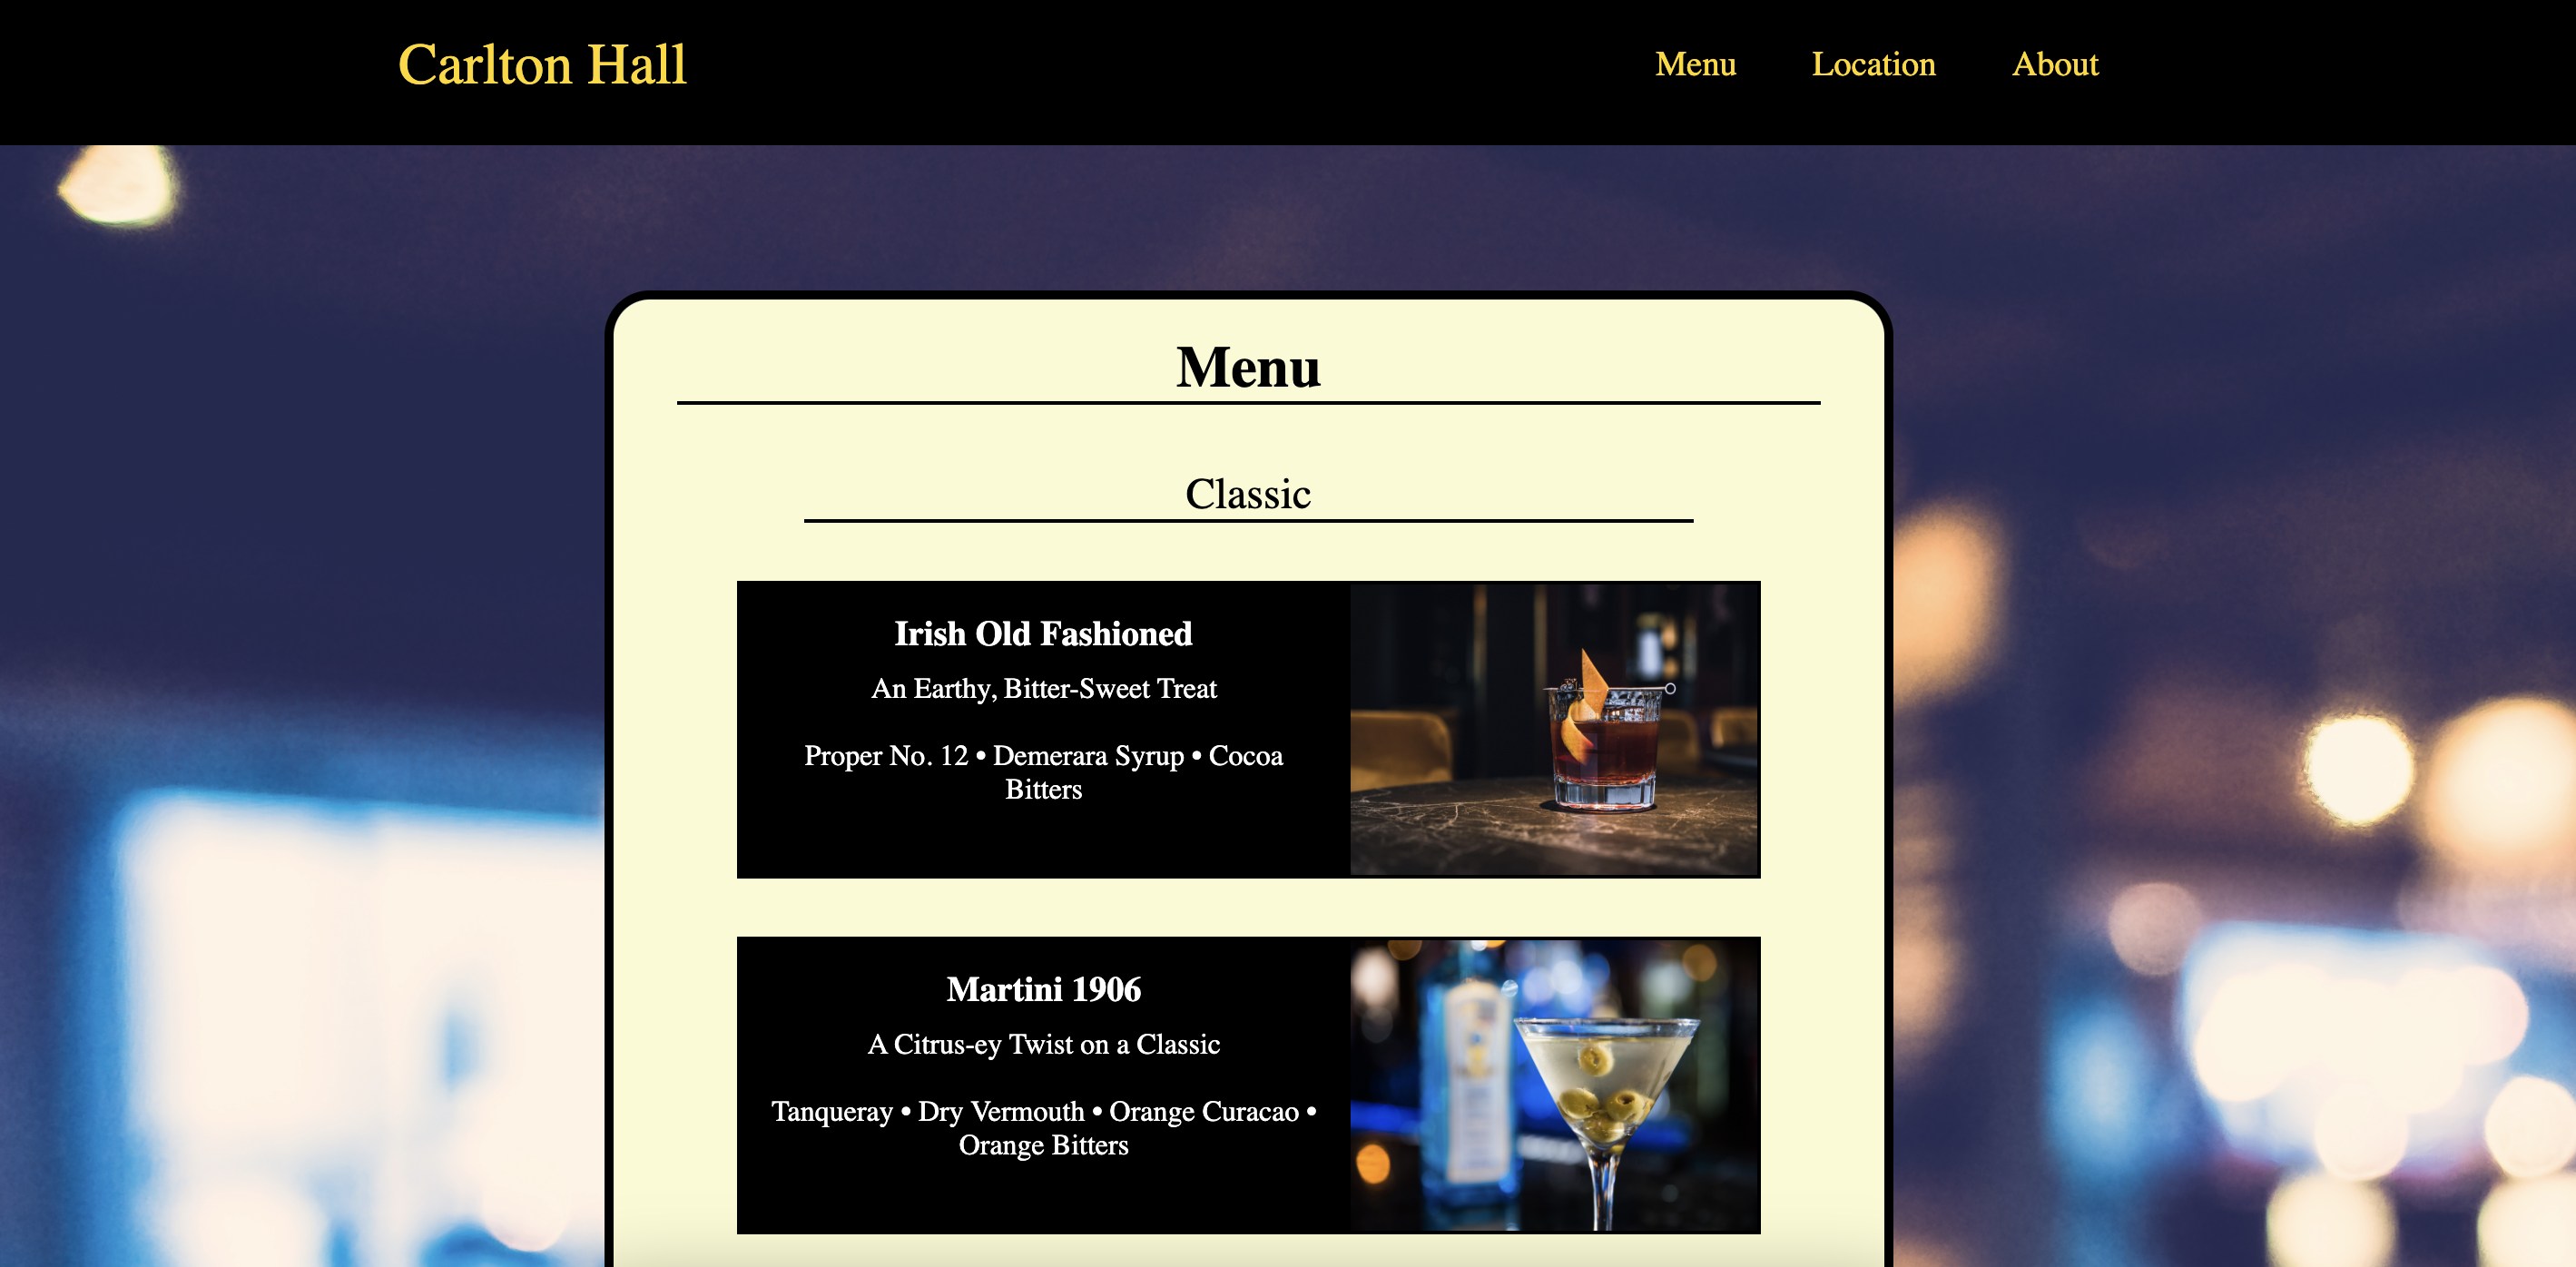 Carlton Hall
Menu Location About
Menu
Classic
Irish Old Fashioned
An Earthy, Bitter-Sweet Treat
Proper No. 12 • Demerara Syrup • Cocoa
Bitters
Martini 1906
A Citrus-ey Twist on a Classic
Tanqueray • Dry Vermouth • Orange Curacao •
Orange Bitters